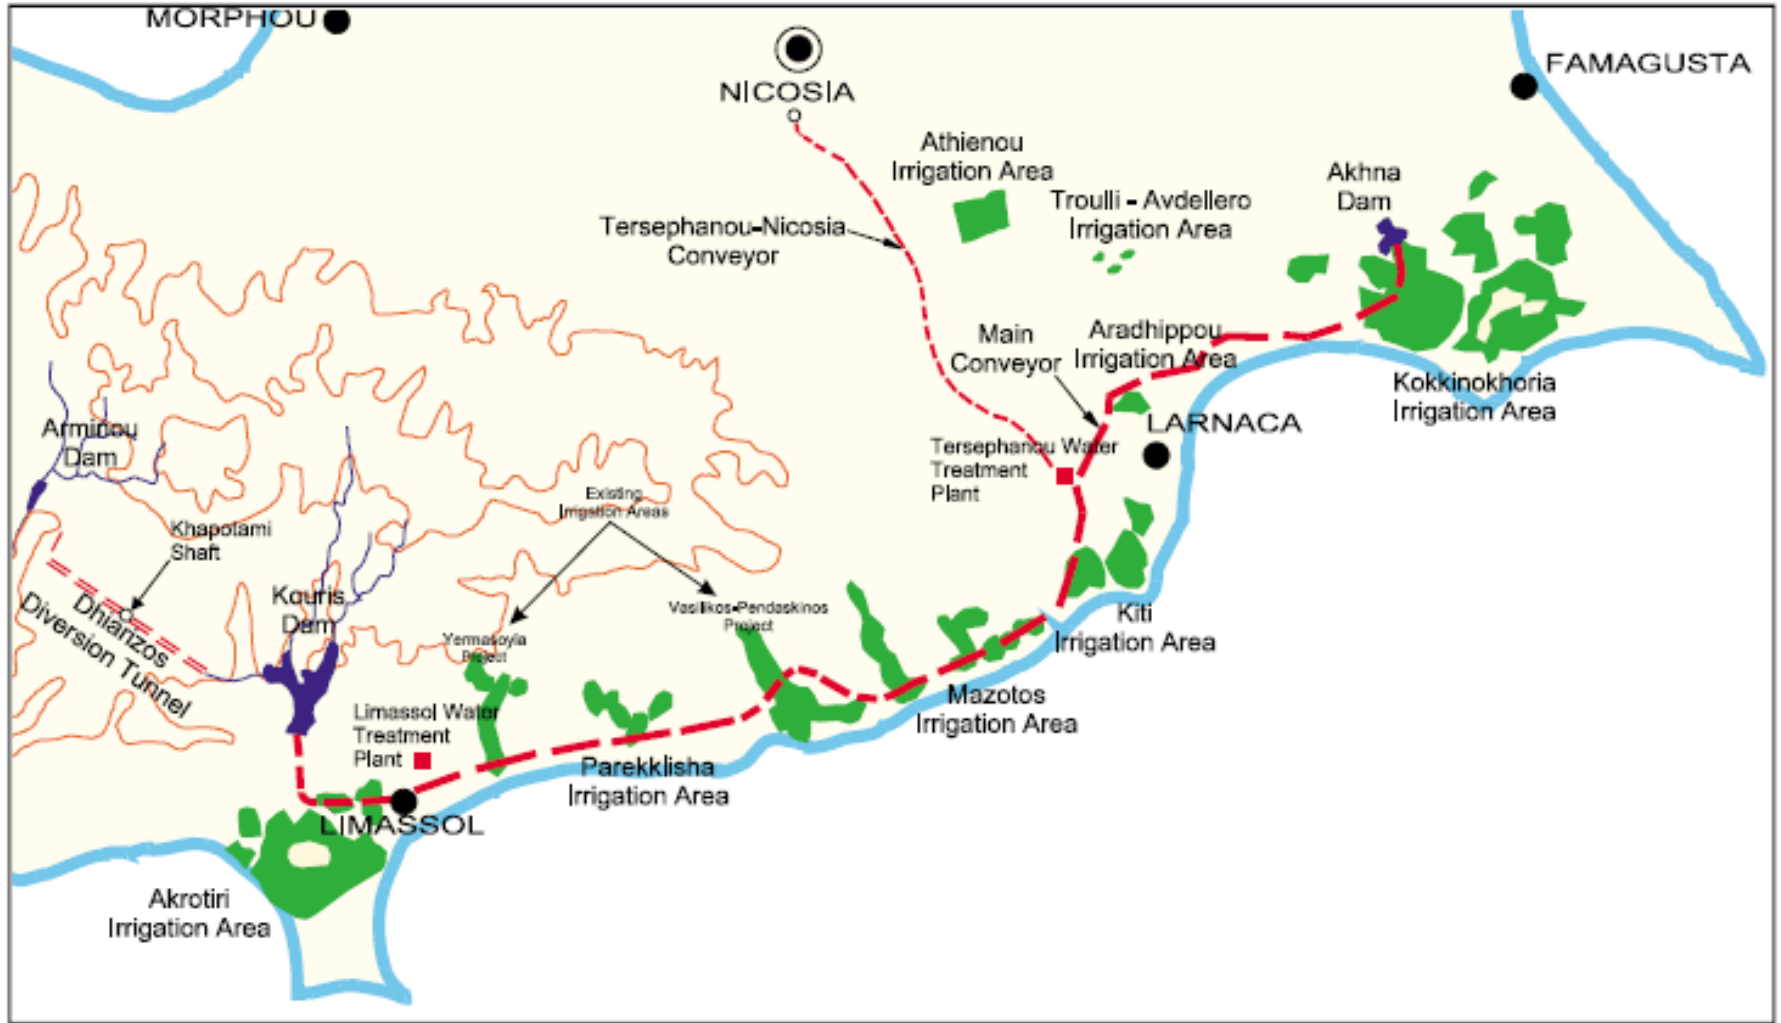 MORPHOU
NICOSIA
FAMAGUSTA
Athienou
Irrigation Area
Troulli - Avdellero
Irrigation Area
Akhna
Dam
Tersephanou-Nicosia
Conveyor
Main
Conveyor
Aradhippou
Irrigation Area
Kokkinokhoria
Irrigation Area
LARNACA
Tersephanou Water
Treatment
Plant
Arminou
Dam
Khapotami
Shaft
Existing
Irrigation Areas
Dhiarizos
Diversion Tunnel
Kouris
Dam
Yermasoyia
Project
Vasilikos-Pendaskinos
Project
Kiti
Irrigation Area
Mazotos
Irrigation Area
Limassol Water
Treatment
Plant
Parekklisha
Irrigation Area
LIMASSOL
Akrotiri
Irrigation Area